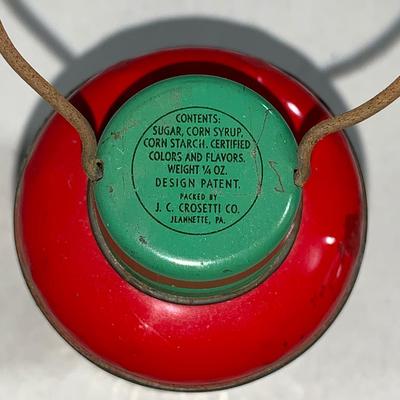 CONTENTS:
SUGAR, CORN SYRUP,
CORN STARCH, CERTIFIED
COLORS AND FLAVORS.
WEIGHT ¼ OZ.
DESIGN PATENT.
PACKED BY
J. C. CROSETTI CO.
JEANNETTE, PA.